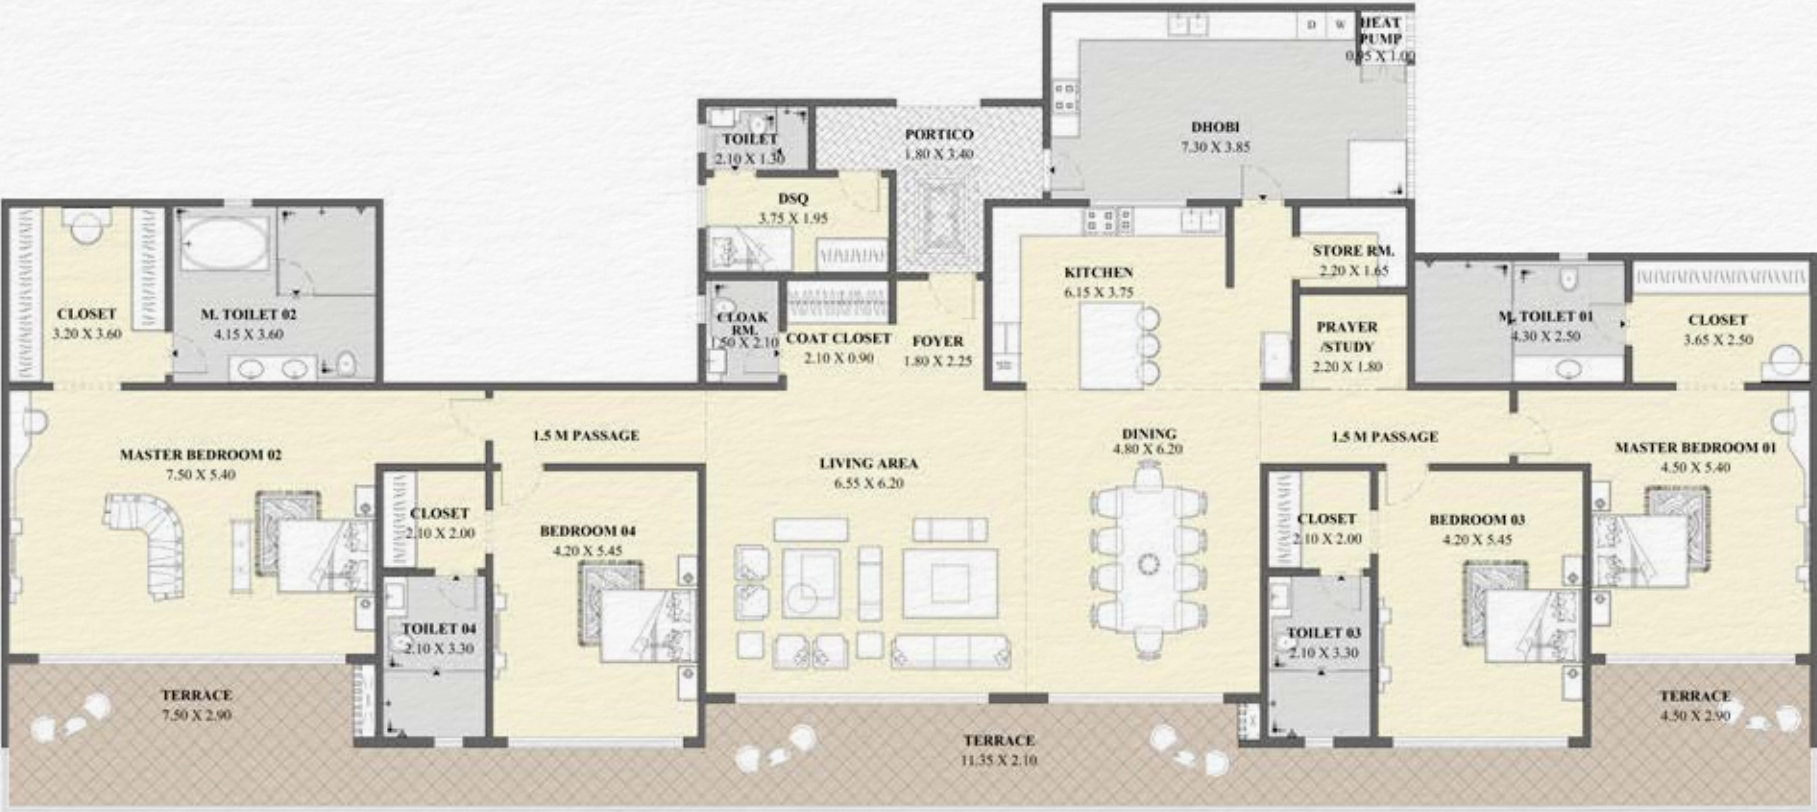 D W
HEAT
PUMP
0.95 X 1.00
DHOBI
7.30 X 3.85
TOILET
2.10 X 1.30
PORTICO
1.80 X 3.40
DSQ
3.75 X 1.95
CLOSET
3.20 X 3.60
M. TOILET 02
4.15 X 3.60
CLOAK
RM.
1.50 X 2.10
COAT CLOSET
2.10 X 0.90
FOYER
1.80 X 2.25
KITCHEN
6.15 X 3.75
STORE RM.
2.20 X 1.65
PRAYER
/STUDY
2.20 X 1.80
M. TOILET 01
4.30 X 2.50
CLOSET
3.65 X 2.50
MASTER BEDROOM 02
7.50 X 5.40
1.5 M PASSAGE
LIVING AREA
6.55 X 6.20
DINING
4.80 X 6.20
1.5 M PASSAGE
MASTER BEDROOM 01
4.50 X 5.40
CLOSET
2.10 X 2.00
BEDROOM 04
4.20 X 5.45
CLOSET
2.10 X 2.00
BEDROOM 03
4.20 X 5.45
TOILET 04
2.10 X 3.30
TOILET 03
2.10 X 3.30
TERRACE
7.50 X 2.90
TERRACE
11.35 X 2.10
TERRACE
4.50 X 2.90